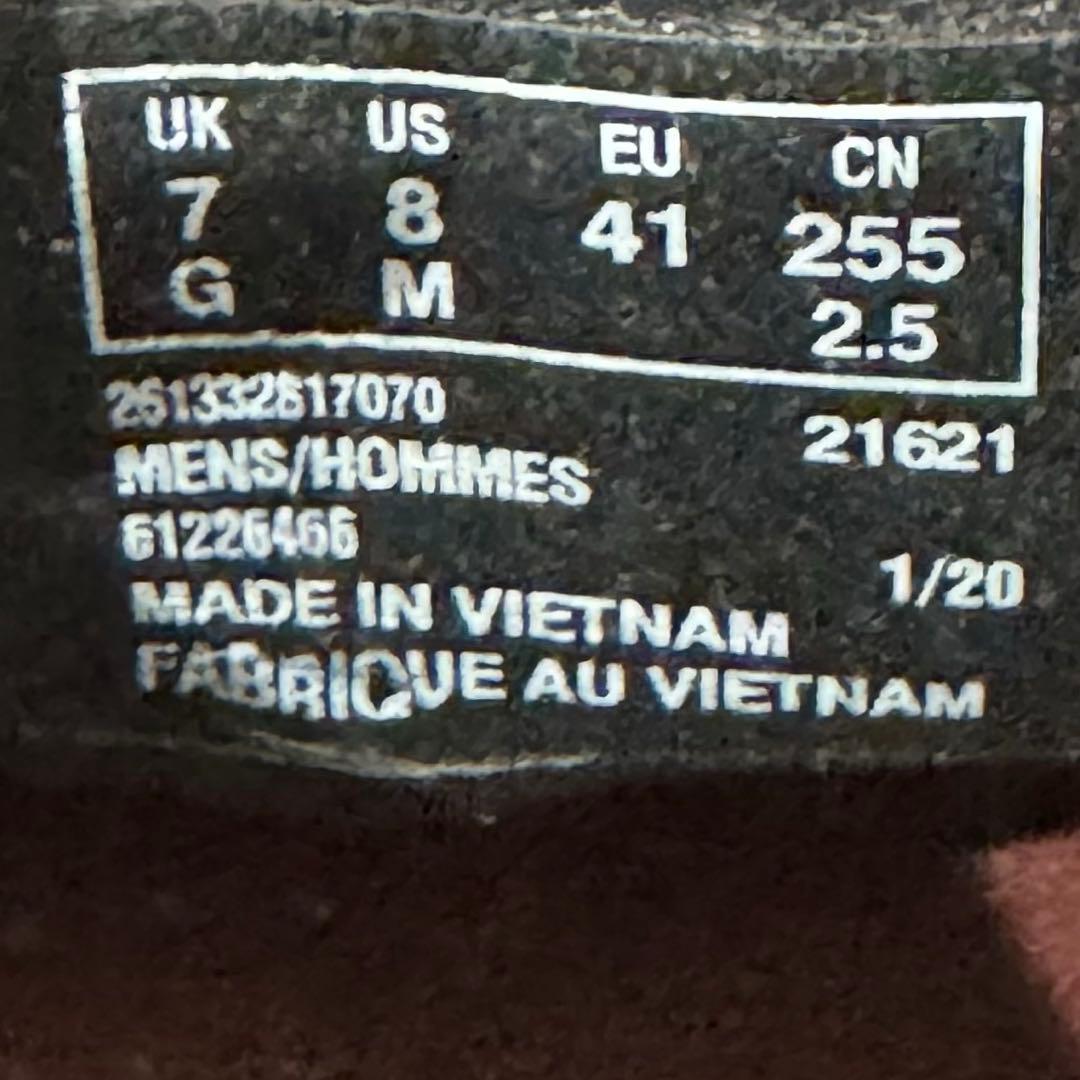 UK US EU CN
7 8 41 255
G M 2.5
261332617070 21621
MENS/HOMMES
61226466 1/20
MADE IN VIETNAM
FABRIQUE AU VIETNAM